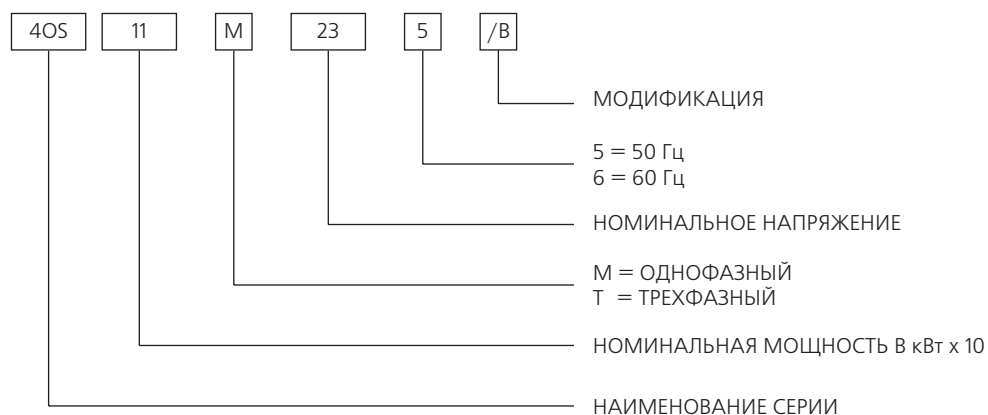 4OS 11 M 23 5 /B
МОДИФИКАЦИЯ
5 = 50 Гц
6 = 60 Гц
НОМИНАЛЬНОЕ НАПРЯЖЕНИЕ
М = ОДНОФАЗНЫЙ
Т = ТРЕХФАЗНЫЙ
НОМИНАЛЬНАЯ МОЩНОСТЬ В кВт x 10
НАИМЕНОВАНИЕ СЕРИИ